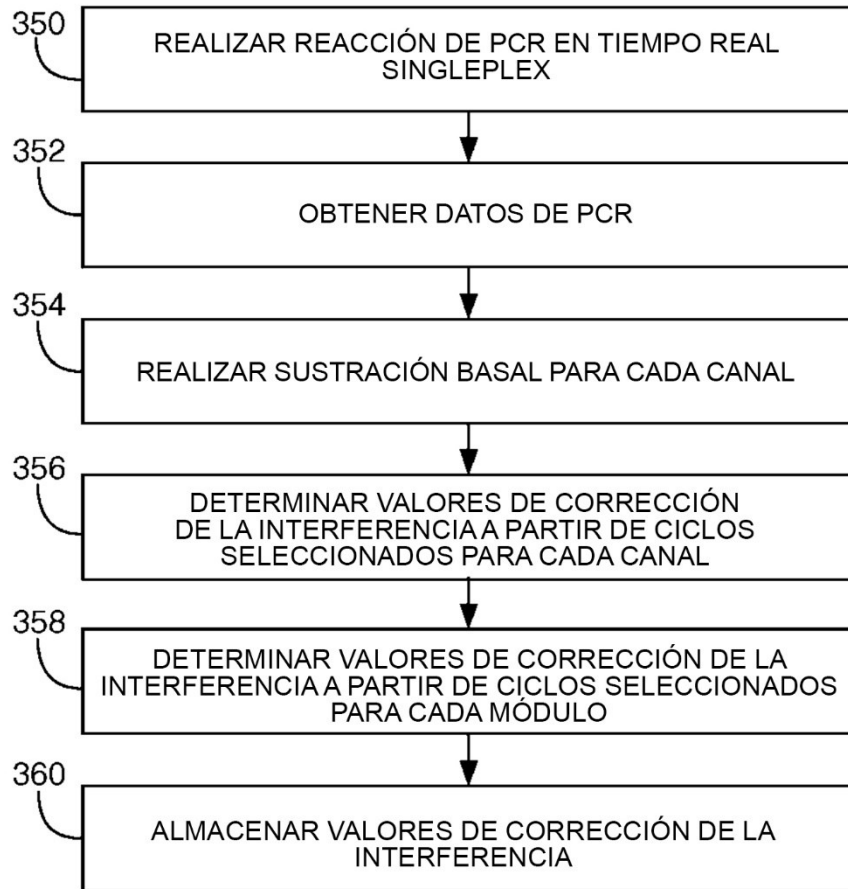 350
REALIZAR REACCIÓN DE PCR EN TIEMPO REAL
SINGLEPLEX
352
OBTENER DATOS DE PCR
354
REALIZAR SUSTRACIÓN BASAL PARA CADA CANAL
356
DETERMINAR VALORES DE CORRECCIÓN
DE LA INTERFERENCIA A PARTIR DE CICLOS
SELECCIONADOS PARA CADA CANAL
358
DETERMINAR VALORES DE CORRECCIÓN DE LA
INTERFERENCIA A PARTIR DE CICLOS SELECCIONADOS
PARA CADA MÓDULO
360
ALMACENAR VALORES DE CORRECCIÓN DE LA
INTERFERENCIA